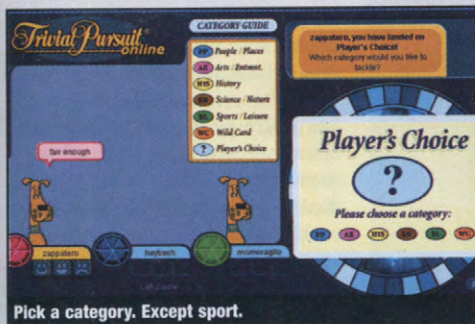 Trivial Pursuit
online
CATEGORY GUIDE
PP People / Places
AE Arts / Entmnt.
HIS History
SN Science / Nature
SL Sports / Leisure
WC Wild Card
? Player's Choice
zappatero, you have landed on
Player's Choice!
Which category would you like to
tackle?
fair enough
Player's Choice
?
Please choose a category:
PP AE HIS SN SL WC
zappatero
haybach
Pick a category. Except sport.